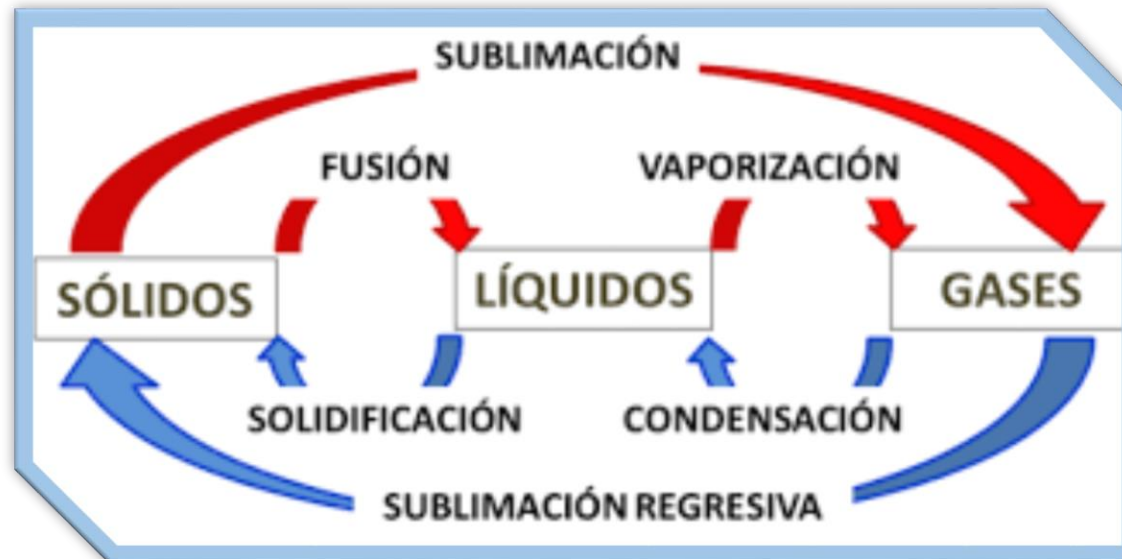 SUBLIMACIÓN
FUSIÓN VAPORIZACIÓN
SÓLIDOS LÍQUIDOS GASES
SOLIDIFICACIÓN CONDENSACIÓN
SUBLIMACIÓN REGRESIVA